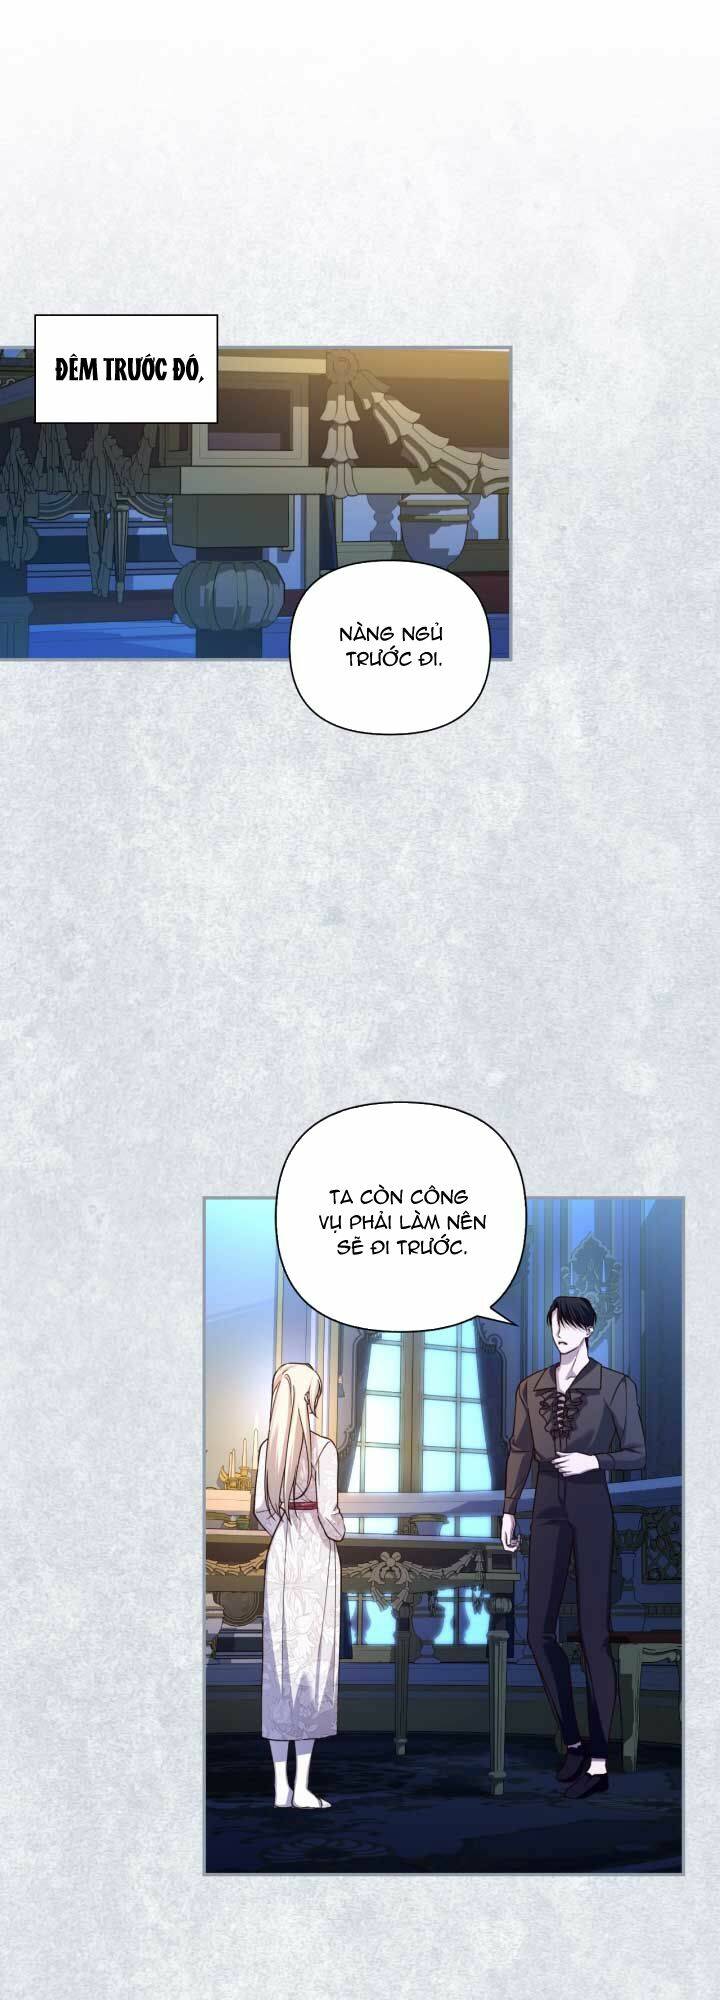 ĐÊM TRƯỚC ĐÓ,
NÀNG NGỦ
TRƯỚC ĐI.
TA CÒN CÔNG
VỤ PHẢI LÀM NÊN
SẼ ĐI TRƯỚC.